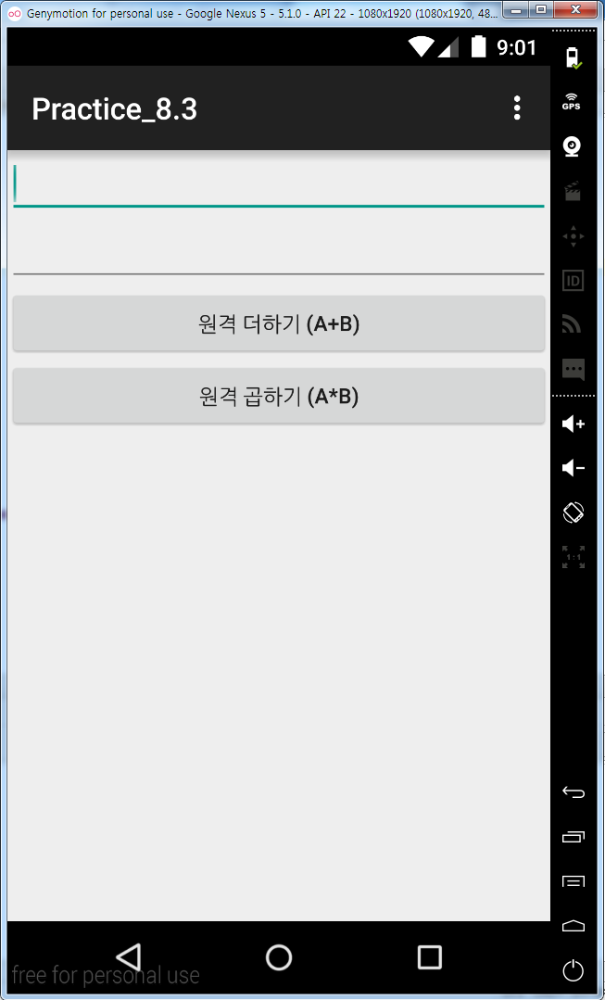 Genymotion for personal use - Google Nexus 5 - 5.1.0 - API 22 - 1080x1920 (1080x1920, 48...
9:01
GPS
Practice_8.3
ID
원격 더하기 (A+B)
원격 곱하기 (A*B)
1:1
free for personal use